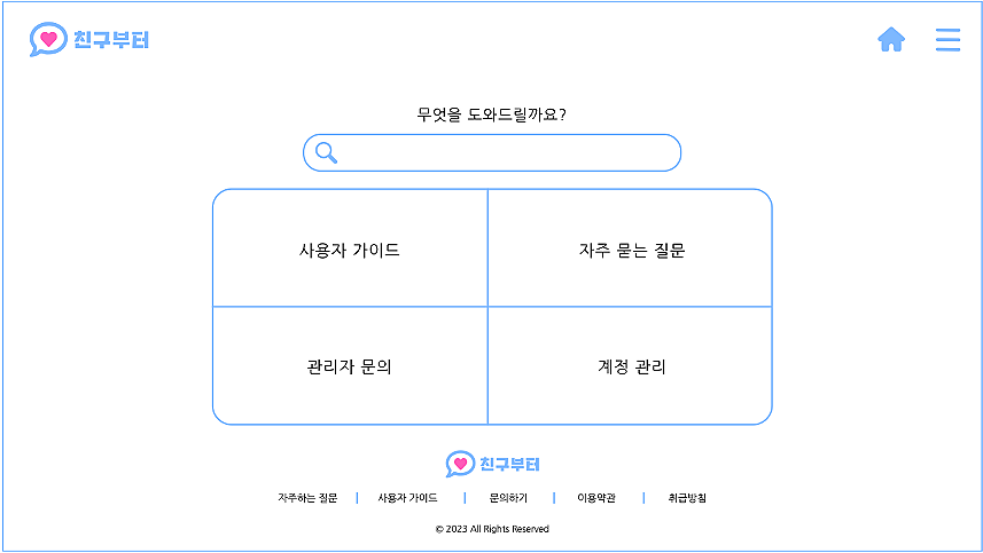 친구부터
무엇을 도와드릴까요?
사용자 가이드
자주 묻는 질문
관리자 문의
계정 관리
친구부터
자주하는 질문 | 사용자 가이드 | 문의하기 | 이용약관 | 취급방침
© 2023 All Rights Reserved